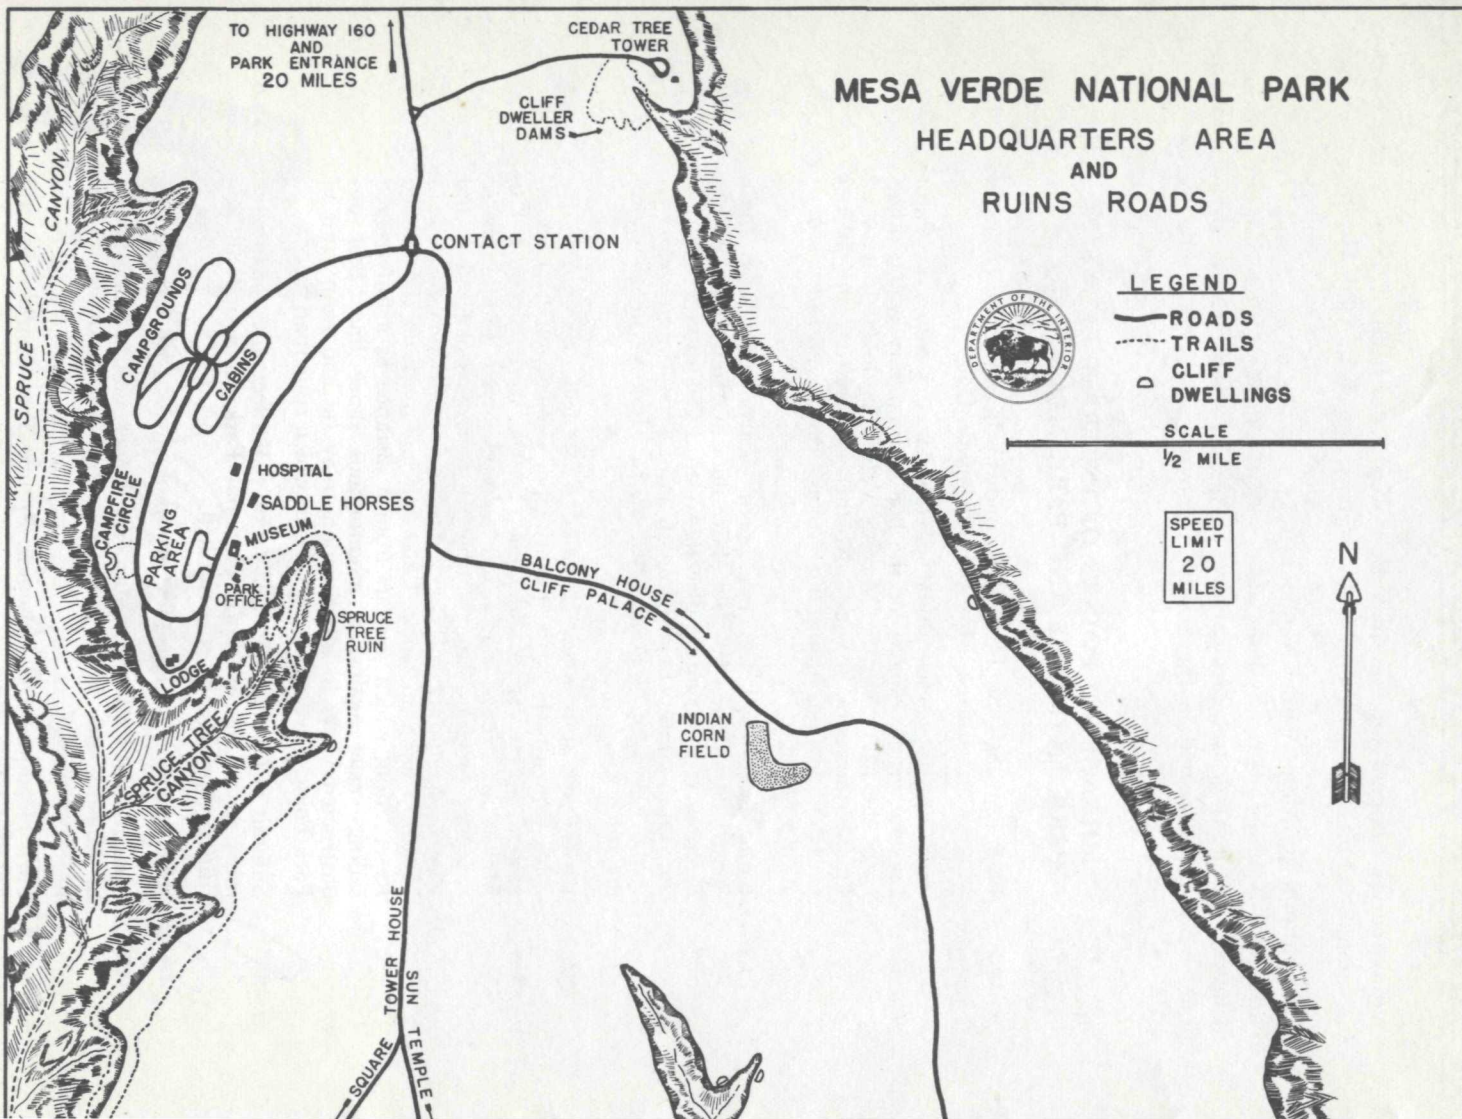 TO HIGHWAY 160
AND
PARK ENTRANCE
20 MILES
CEDAR TREE
TOWER
CLIFF
DWELLER
DAMS
MESA VERDE NATIONAL PARK
HEADQUARTERS AREA
AND
RUINS ROADS
CANYON
SPRUCE
CONTACT STATION
CAMPGROUNDS
CABINS
LEGEND
ROADS
TRAILS
CLIFF
DWELLINGS
DEPARTMENT OF THE INTERIOR
SCALE
1/2 MILE
HOSPITAL
SADDLE HORSES
MUSEUM
CAMPFIRE
CIRCLE
PARKING
AREA
PARK
OFFICE
SPRUCE
TREE
RUIN
LODGE
SPEED
LIMIT
20
MILES
N
BALCONY HOUSE
CLIFF PALACE
INDIAN
CORN
FIELD
SPRUCE TREE
CANYON
SQUARE TOWER HOUSE
SUN TEMPLE